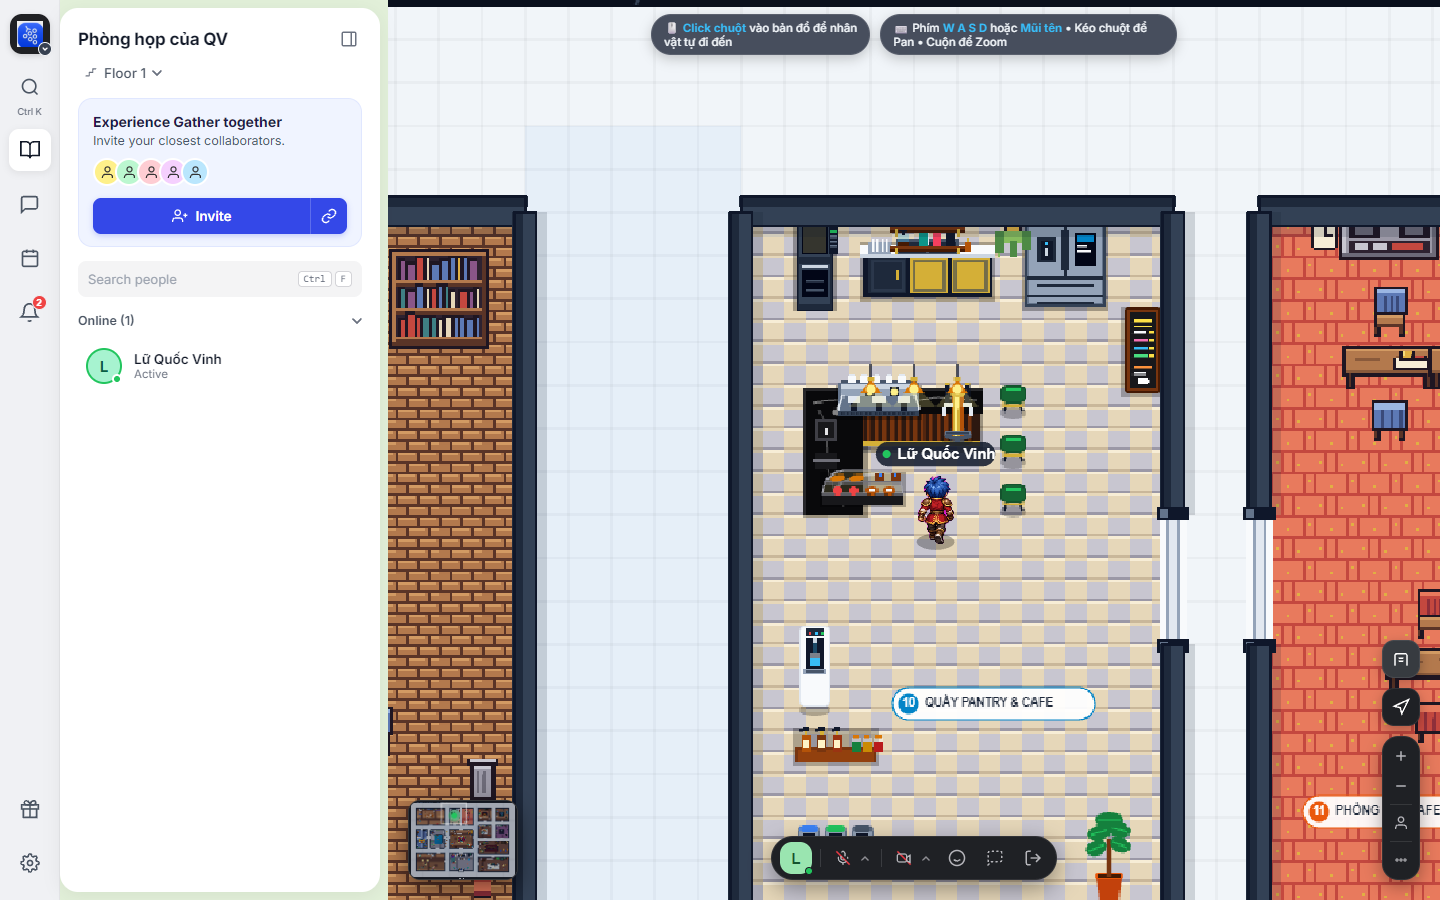 Phòng họp của QV
Floor 1
Ctrl K
Experience Gather together
Invite your closest collaborators.
Invite
Search people
Ctrl F
2
Online (1)
L
Lữ Quốc Vinh
Active
Click chuột vào bản đồ để nhân
vật tự đi đến
Phím W A S D hoặc Mũi tên • Kéo chuột để
Pan • Cuộn để Zoom
Lữ Quốc Vinh
10 QUẦY PANTRY & CAFE
11 PHÒNG
L